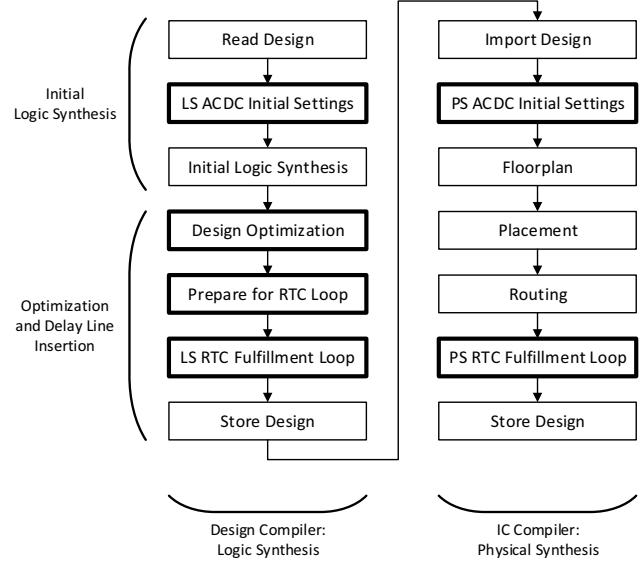 Read Design
LS ACDC Initial Settings
Initial Logic Synthesis
Initial
Logic Synthesis
Design Optimization
Prepare for RTC Loop
LS RTC Fulfillment Loop
Store Design
Optimization
and Delay Line
Insertion
Design Compiler:
Logic Synthesis
Import Design
PS ACDC Initial Settings
Floorplan
Placement
Routing
PS RTC Fulfillment Loop
Store Design
IC Compiler:
Physical Synthesis